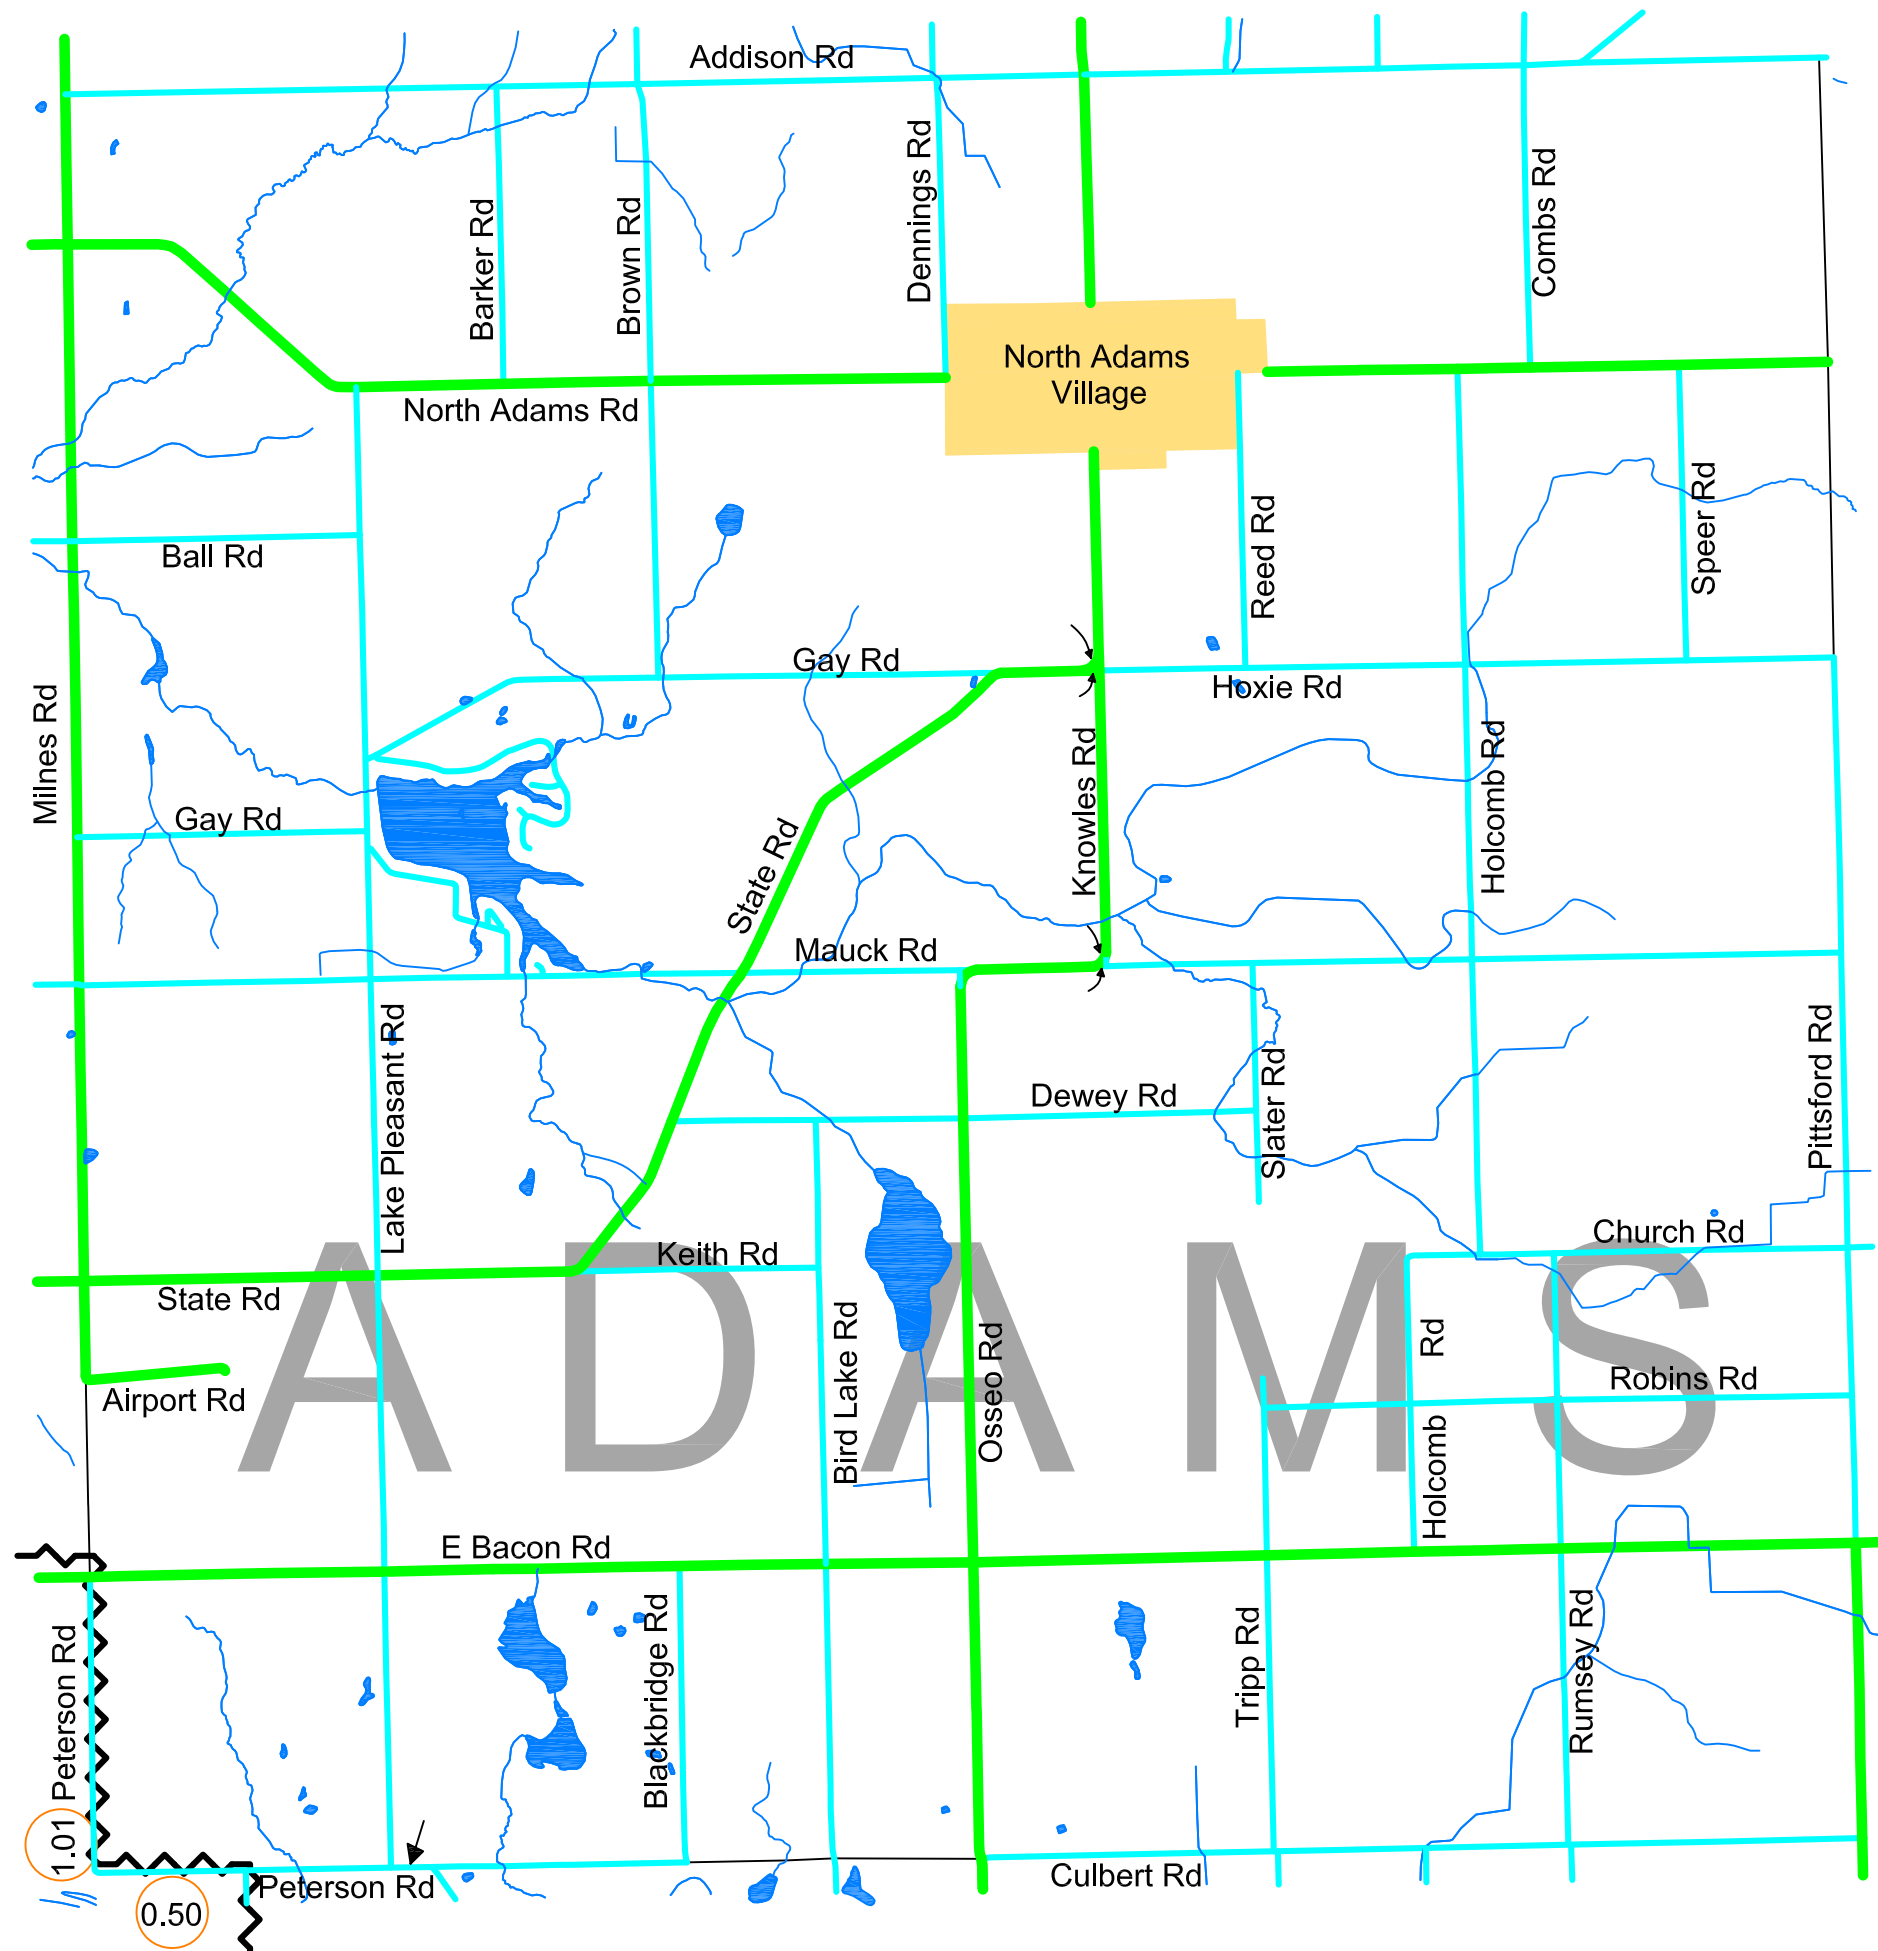 Addison Rd
Dennings Rd
Combs Rd
Barker Rd
Brown Rd
North Adams
Village
North Adams Rd
Speer Rd
Reed Rd
Ball Rd
Gay Rd
Hoxie Rd
Milnes Rd
Holcomb Rd
Knowles Rd
Gay Rd
State Rd
Mauck Rd
Lake Pleasant Rd
Pittsford Rd
Dewey Rd
Slater Rd
Church Rd
Keith Rd
State Rd
ADAMS
Bird Lake Rd
Osseo Rd
Holcomb Rd
Robins Rd
Airport Rd
E Bacon Rd
Peterson Rd
Blackbridge Rd
Tripp Rd
Rumsey Rd
1.01
Culbert Rd
Peterson Rd
0.50